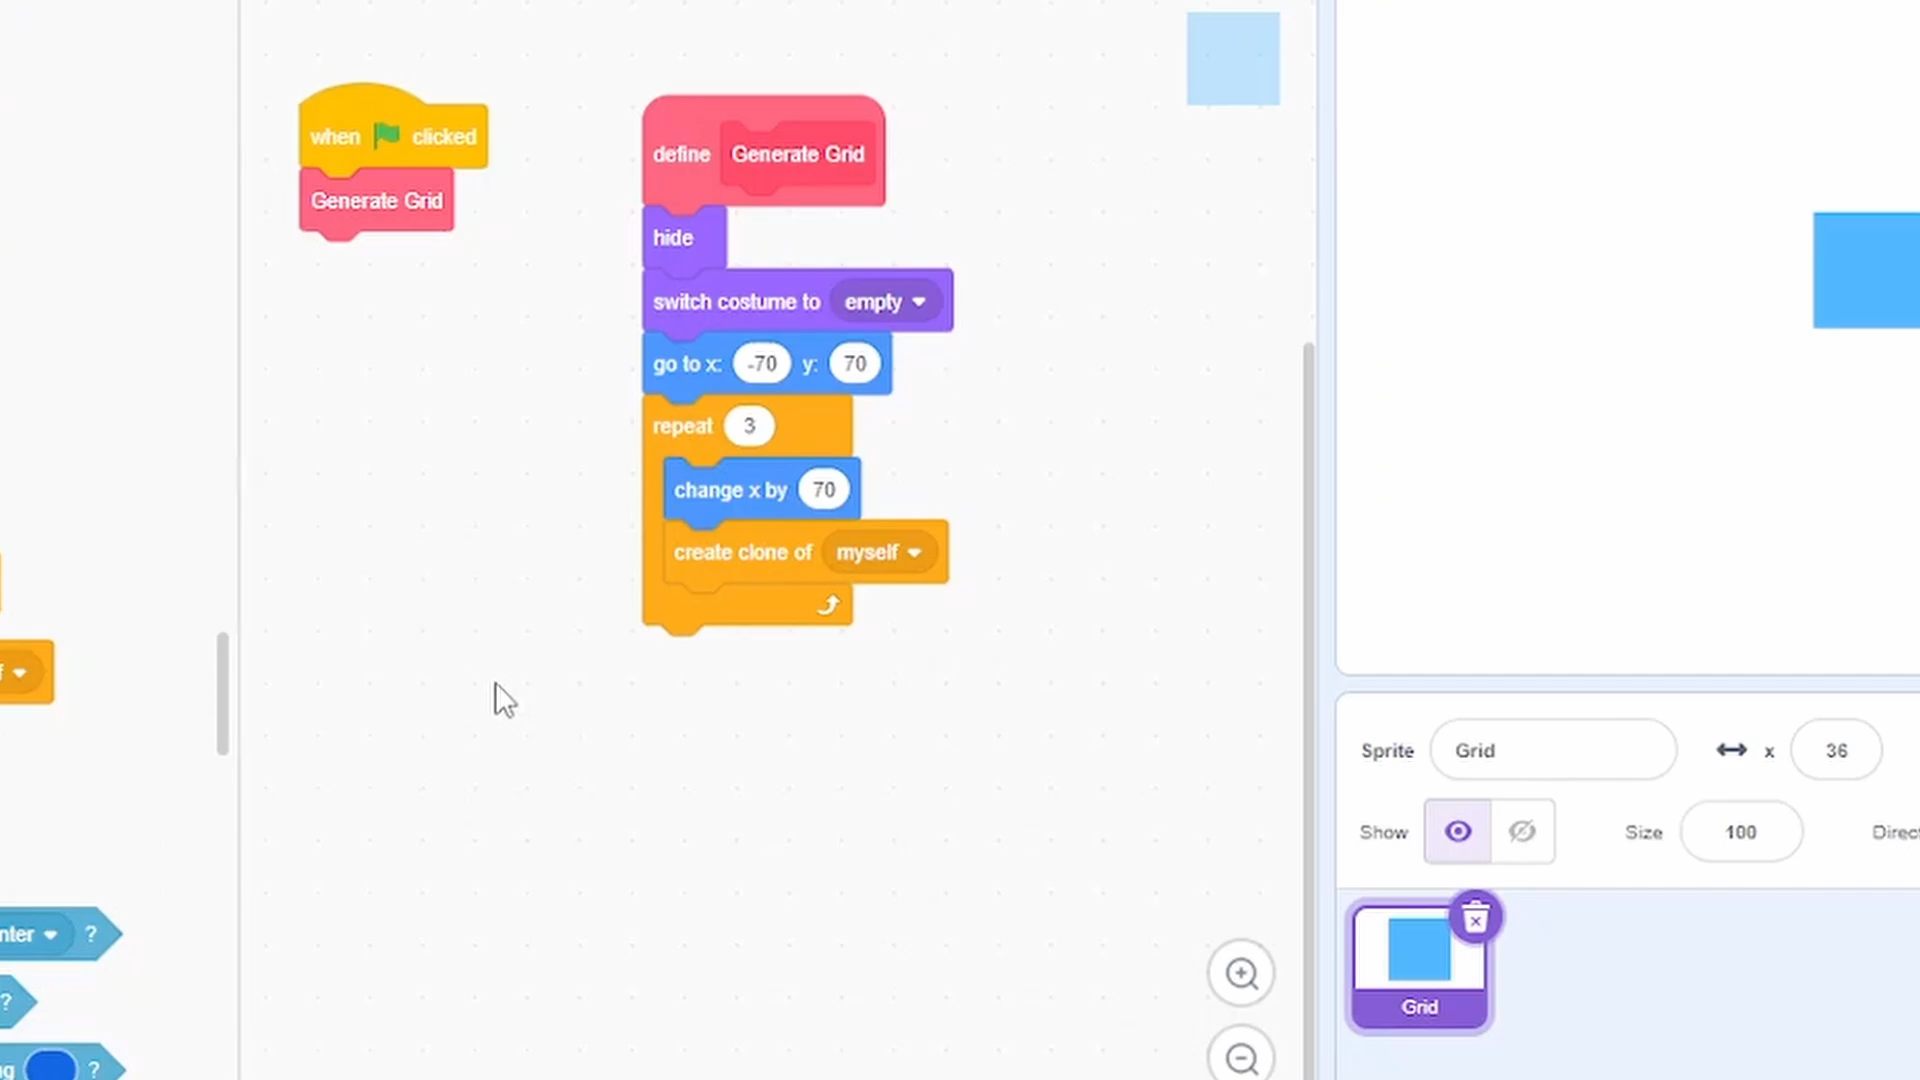 when clicked
Generate Grid
define Generate Grid
hide
switch costume to empty
go to x: -70 y: 70
repeat 3
change x by 70
create clone of myself
?
?
?
Sprite Grid x 36
Show Size 100
Grid